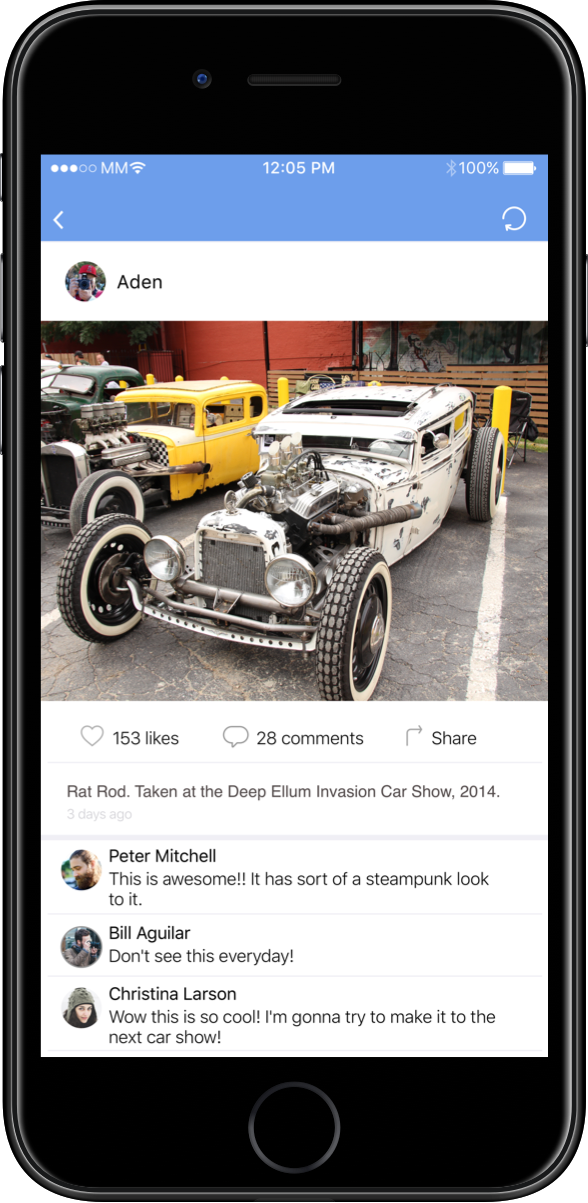 MM 12:05 PM 100%
Aden
153 likes 28 comments Share
Rat Rod. Taken at the Deep Ellum Invasion Car Show, 2014.
3 days ago
Peter Mitchell
This is awesome!! It has sort of a steampunk look
to it.
Bill Aguilar
Don't see this everyday!
Christina Larson
Wow this is so cool! I'm gonna try to make it to the
next car show!